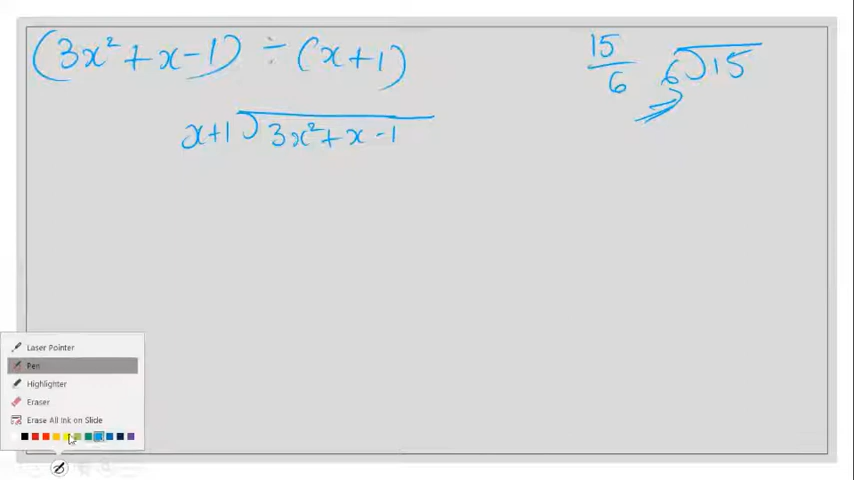 (3x² + x - 1) ÷ (x + 1)
15/6
6)15
x+1)3x² + x - 1
Laser Pointer
Pen
Highlighter
Eraser
Erase All Ink on Slide